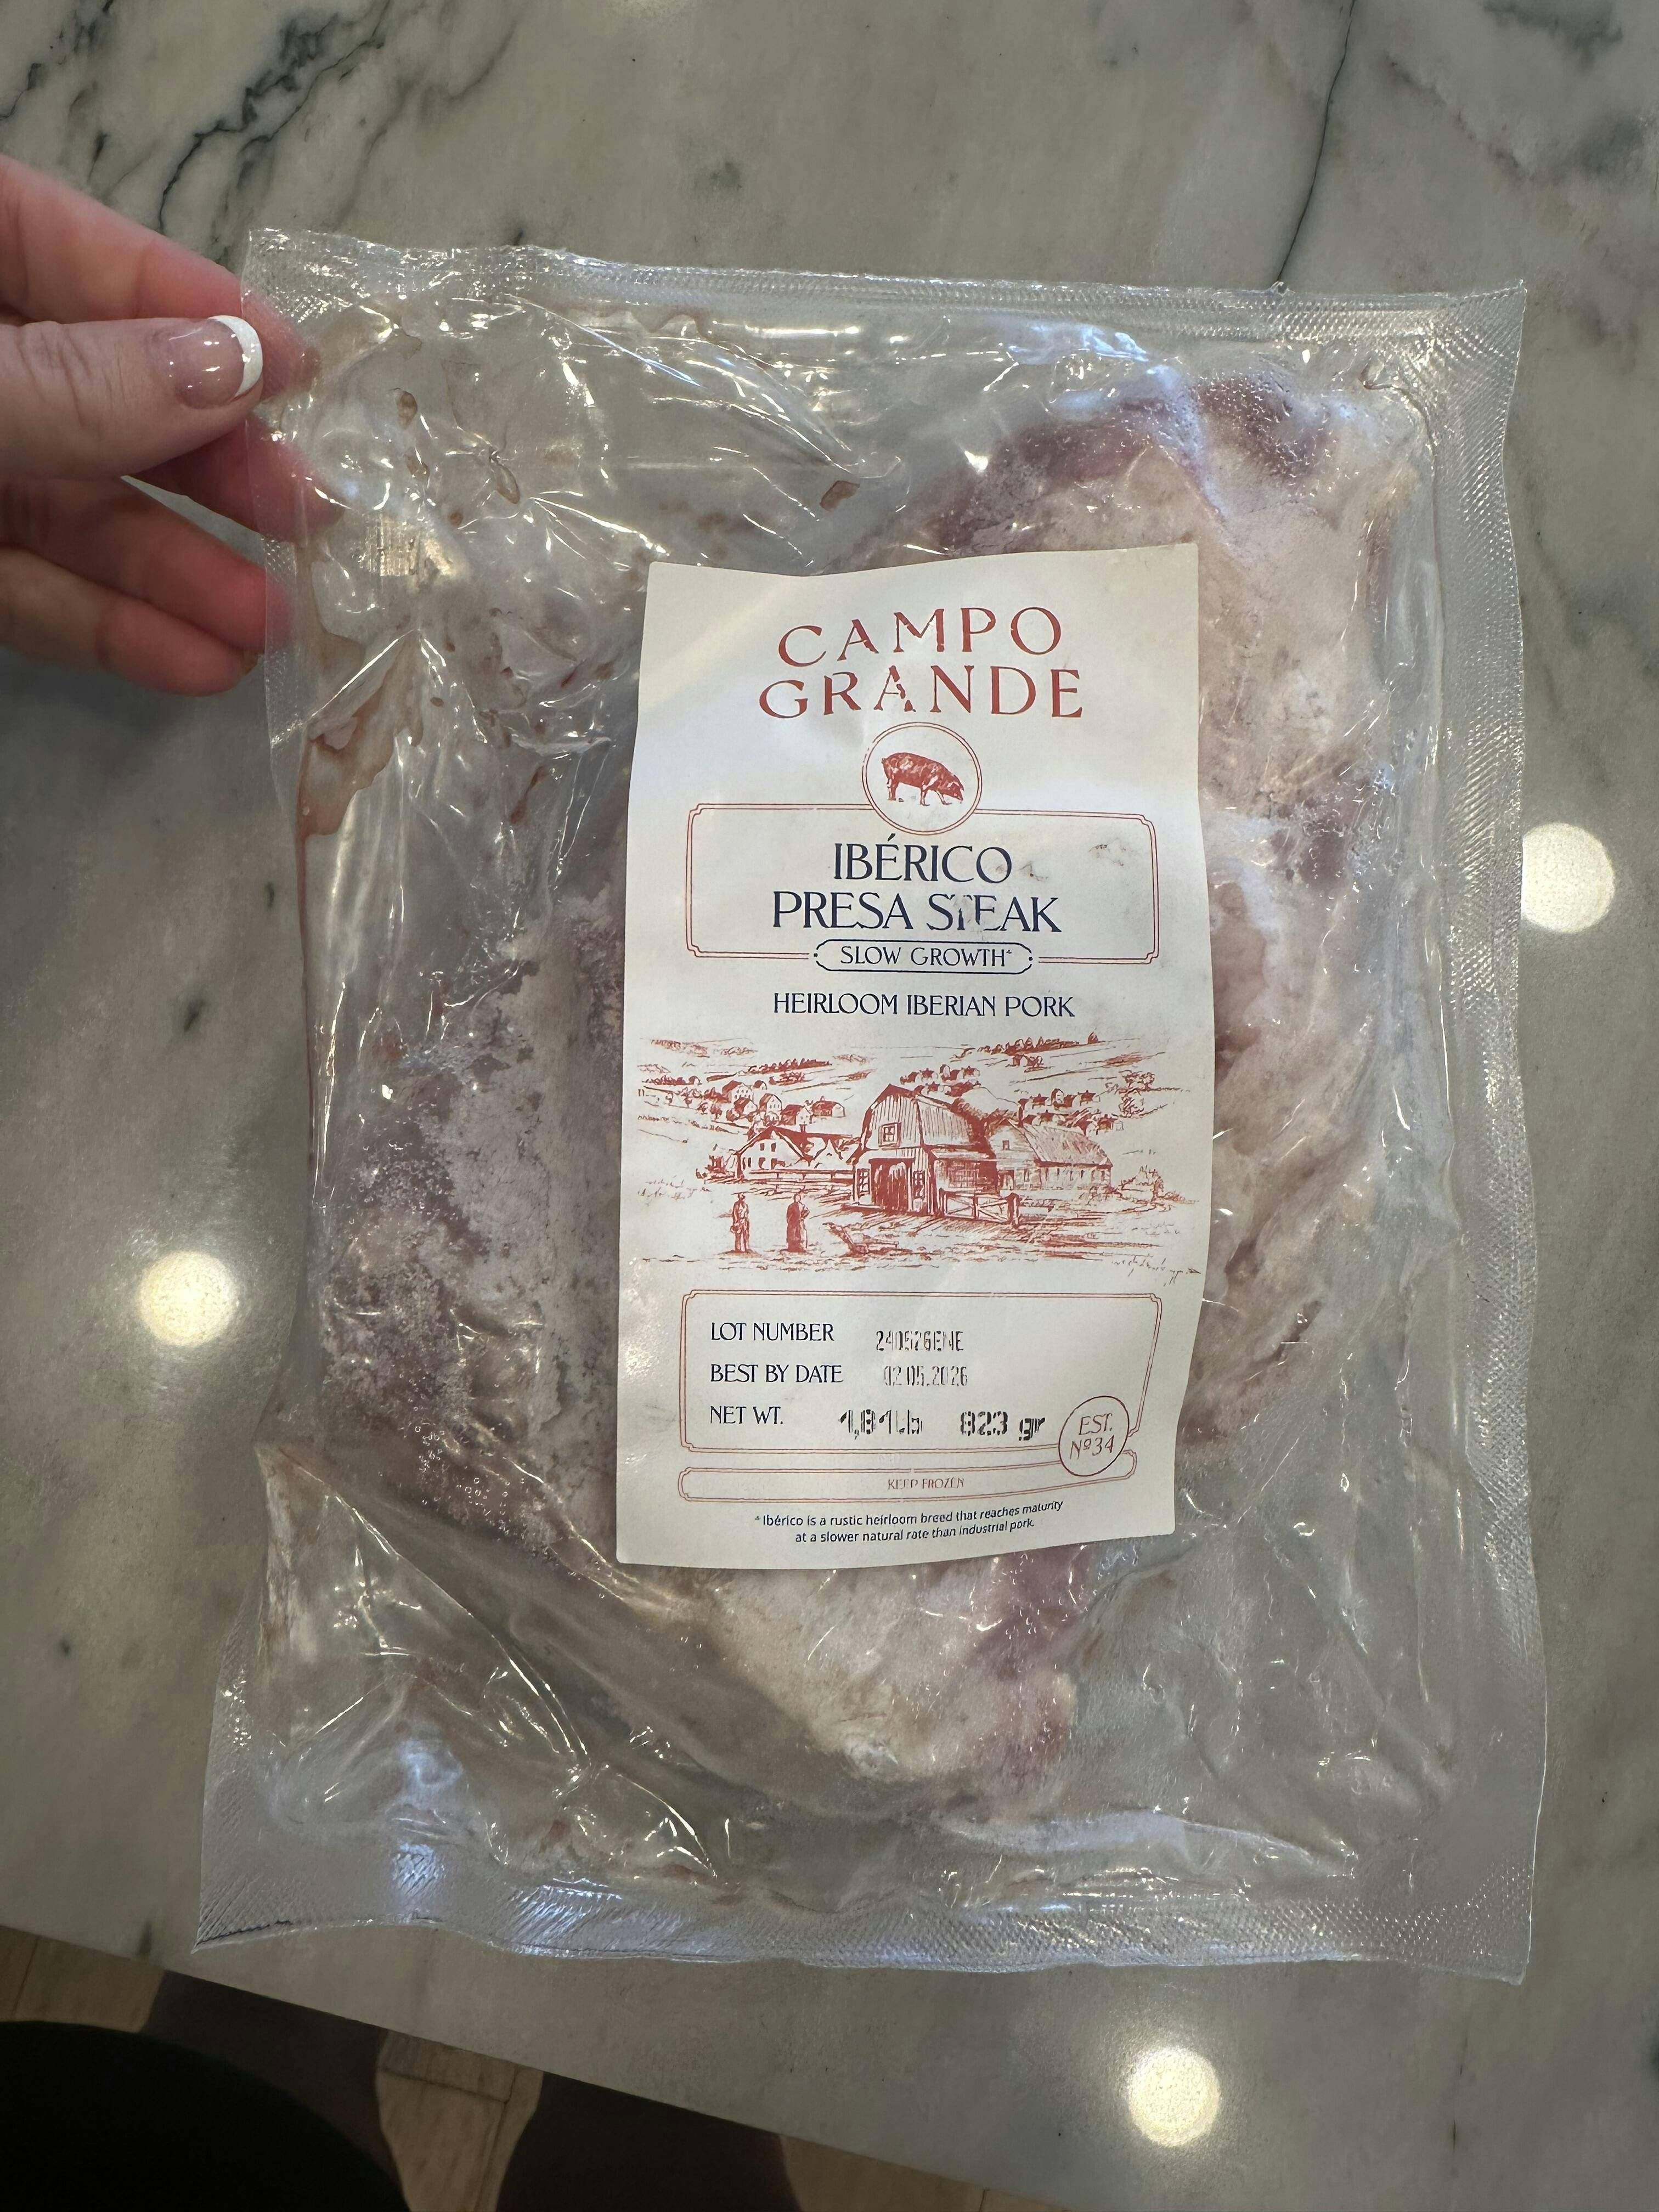 CAMPO
GRANDE
IBÉRICO
PRESA STEAK
SLOW GROWTH*
HEIRLOOM IBERIAN PORK
LOT NUMBER 240526ENE
BEST BY DATE 02.05.2026
NET WT. 1,81Lb 823 gr
EST.
Nº34
KEEP FROZEN
*Ibérico is a rustic heirloom breed that reaches maturity
at a slower natural rate than industrial pork.